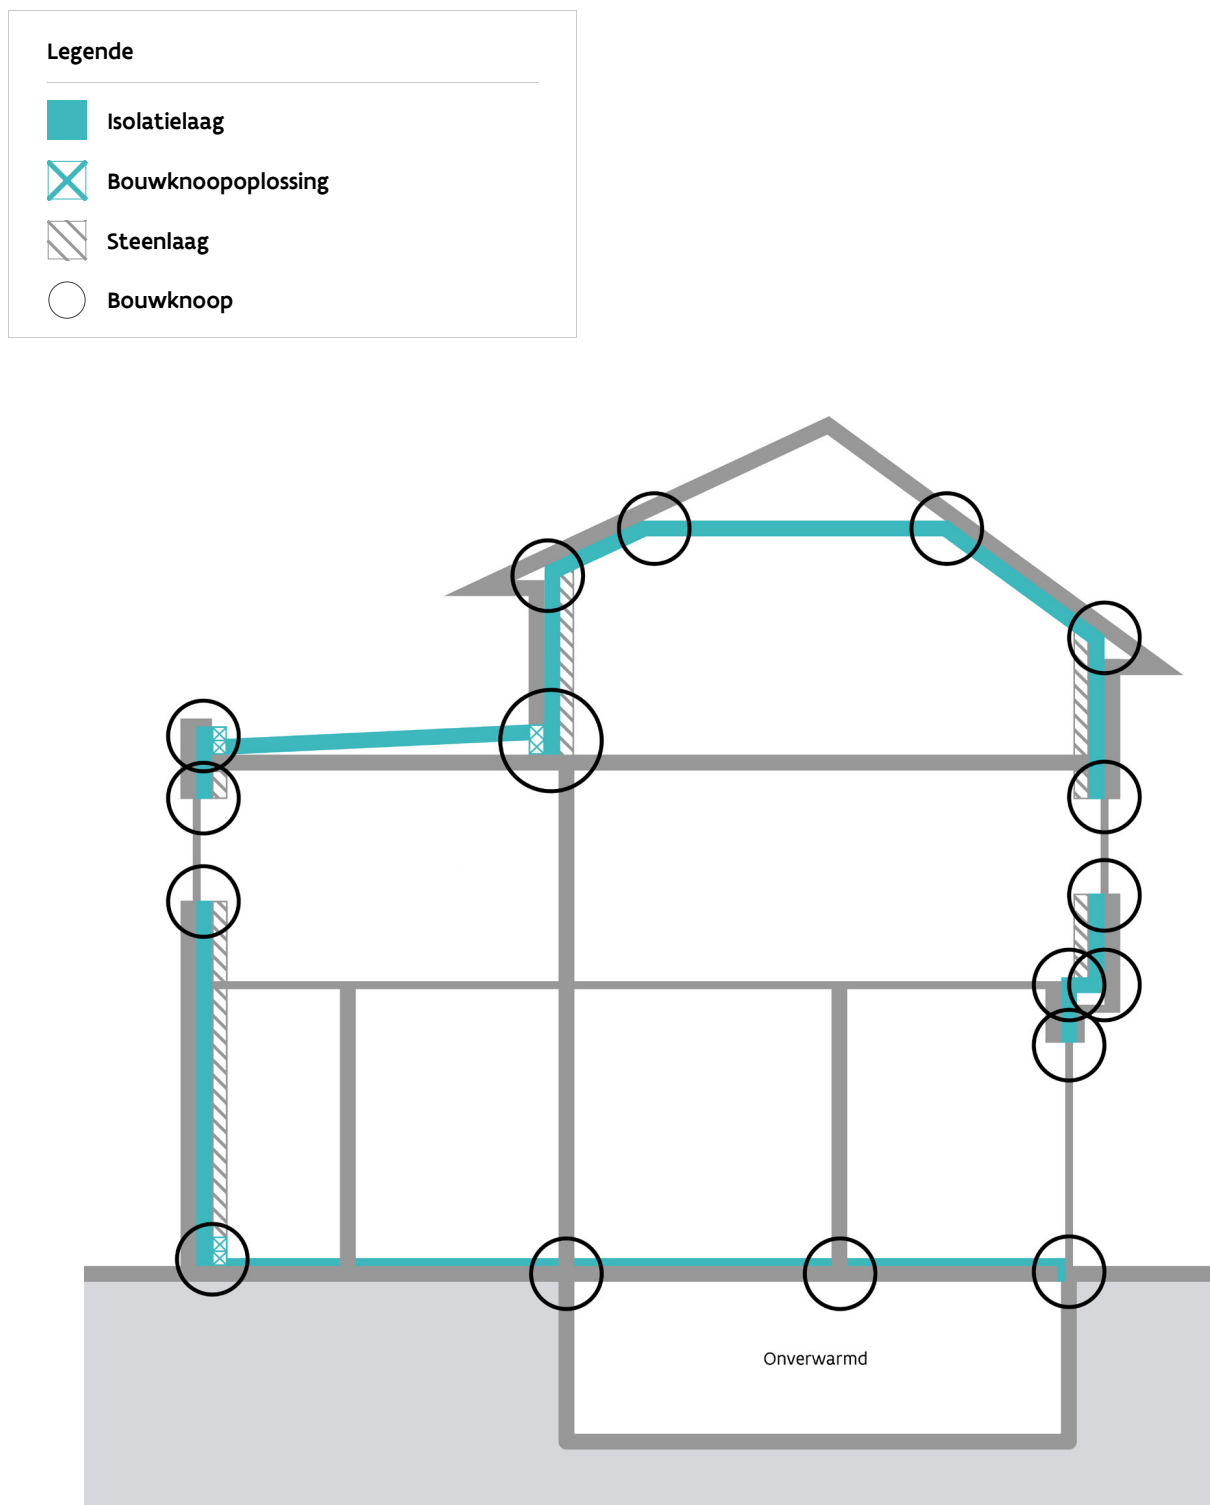 Legende
Isolatielaag
Bouwknoopoplossing
Steenlaag
Bouwknoop
Onverwarmd